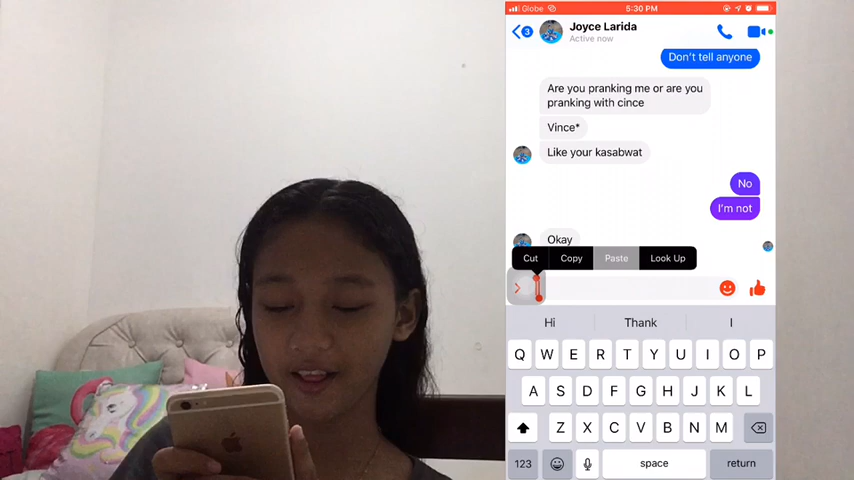 Globe
5:30 PM
3
Joyce Larida
Active now
Don't tell anyone
Are you pranking me or are you
pranking with cince
Vince*
Like your kasabwat
No
I'm not
Okay
Cut Copy Paste Look Up
Hi Thank I
Q W E R T Y U I O P
A S D F G H J K L
Z X C V B N M
123 space return